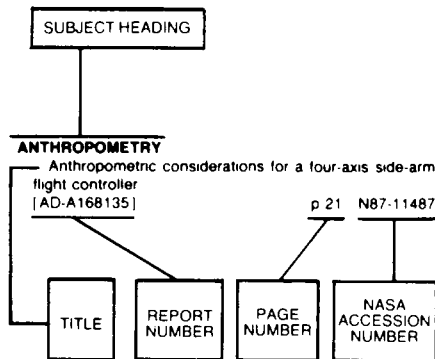 SUBJECT HEADING
ANTHROPOMETRY
Anthropometric considerations for a four-axis side-arm
flight controller
[AD-A168135] p 21 N87-11487
TITLE
REPORT
NUMBER
PAGE
NUMBER
NASA
ACCESSION
NUMBER